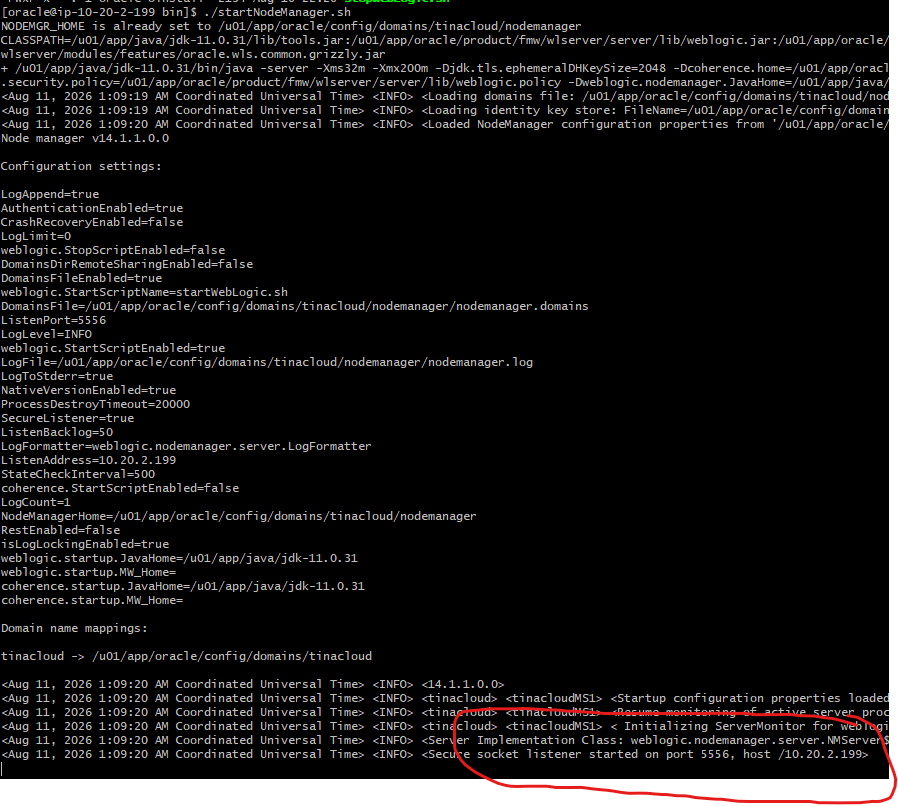 [oracle@ip-10-20-2-199 bin]$ ./startNodeManager.sh
NODEMGR_HOME is already set to /u01/app/oracle/config/domains/tinacloud/nodemanager
CLASSPATH=/u01/app/java/jdk-11.0.31/lib/tools.jar:/u01/app/oracle/product/fmw/wlserver/server/lib/weblogic.jar:/u01/app/oracle/
wlserver/modules/features/oracle.wls.common.grizzly.jar
+ /u01/app/java/jdk-11.0.31/bin/java -server -Xms32m -Xmx200m -Djdk.tls.ephemeralDHKeySize=2048 -Dcoherence.home=/u01/app/oracl
.security.policy=/u01/app/oracle/product/fmw/wlserver/server/lib/weblogic.policy -Dweblogic.nodemanager.JavaHome=/u01/app/java/
<Aug 11, 2026 1:09:19 AM Coordinated Universal Time> <INFO> <Loading domains file: /u01/app/oracle/config/domains/tinacloud/nod
<Aug 11, 2026 1:09:19 AM Coordinated Universal Time> <INFO> <Loading identity key store: FileName=/u01/app/oracle/config/domain
<Aug 11, 2026 1:09:20 AM Coordinated Universal Time> <INFO> <Loaded NodeManager configuration properties from '/u01/app/oracle/
Node manager v14.1.1.0.0
Configuration settings:
LogAppend=true
AuthenticationEnabled=true
CrashRecoveryEnabled=false
LogLimit=0
weblogic.StopScriptEnabled=false
DomainsDirRemoteSharingEnabled=false
DomainsFileEnabled=true
weblogic.StartScriptName=startWebLogic.sh
DomainsFile=/u01/app/oracle/config/domains/tinacloud/nodemanager/nodemanager.domains
ListenPort=5556
LogLevel=INFO
weblogic.StartScriptEnabled=true
LogFile=/u01/app/oracle/config/domains/tinacloud/nodemanager/nodemanager.log
LogToStderr=true
NativeVersionEnabled=true
ProcessDestroyTimeout=20000
SecureListener=true
ListenBacklog=50
LogFormatter=weblogic.nodemanager.server.LogFormatter
ListenAddress=10.20.2.199
StateCheckInterval=500
coherence.StartScriptEnabled=false
LogCount=1
NodeManagerHome=/u01/app/oracle/config/domains/tinacloud/nodemanager
RestEnabled=false
isLogLockingEnabled=true
weblogic.startup.JavaHome=/u01/app/java/jdk-11.0.31
weblogic.startup.MW_Home=
coherence.startup.JavaHome=/u01/app/java/jdk-11.0.31
coherence.startup.MW_Home=
Domain name mappings:
tinacloud -> /u01/app/oracle/config/domains/tinacloud
<Aug 11, 2026 1:09:20 AM Coordinated Universal Time> <INFO> <14.1.1.0.0>
<Aug 11, 2026 1:09:20 AM Coordinated Universal Time> <INFO> <tinacloud> <tinacloudMS1> <Startup configuration properties loaded
<Aug 11, 2026 1:09:20 AM Coordinated Universal Time> <INFO> <tinacloud> <tinacloudMS1> <Resume monitoring of active server proc
<Aug 11, 2026 1:09:20 AM Coordinated Universal Time> <INFO> <tinacloud> <tinacloudMS1> < Initializing ServerMonitor for weblogi
<Aug 11, 2026 1:09:20 AM Coordinated Universal Time> <INFO> <Server Implementation Class: weblogic.nodemanager.server.NMServer$
<Aug 11, 2026 1:09:20 AM Coordinated Universal Time> <INFO> <Secure socket listener started on port 5556, host /10.20.2.199>